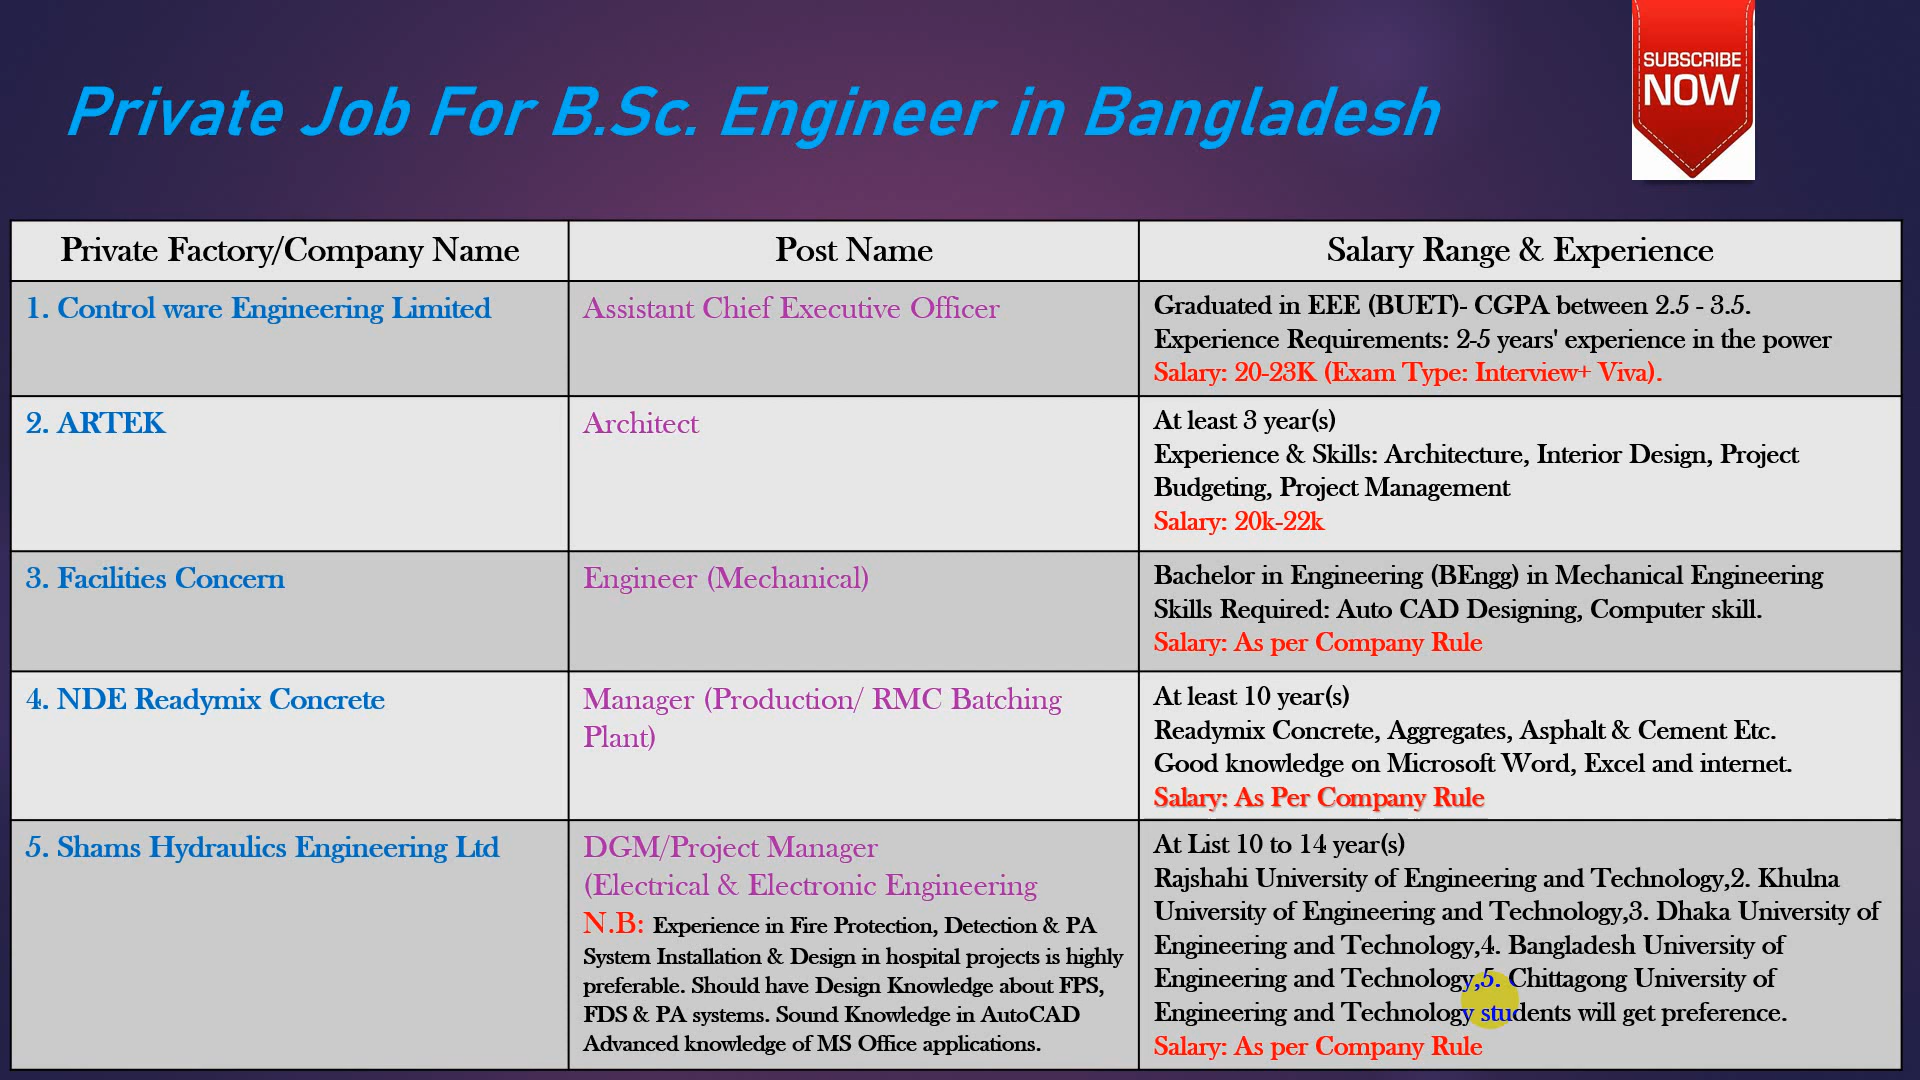 Private Job For B.Sc. Engineer in Bangladesh
SUBSCRIBE
NOW
Private Factory/Company Name
Post Name
Salary Range & Experience
1. Control ware Engineering Limited
Assistant Chief Executive Officer
Graduated in EEE (BUET)- CGPA between 2.5 - 3.5.
Experience Requirements: 2-5 years' experience in the power
Salary: 20-23K (Exam Type: Interview+ Viva).
2. ARTEK
Architect
At least 3 year(s)
Experience & Skills: Architecture, Interior Design, Project
Budgeting, Project Management
Salary: 20k-22k
3. Facilities Concern
Engineer (Mechanical)
Bachelor in Engineering (BEngg) in Mechanical Engineering
Skills Required: Auto CAD Designing, Computer skill.
Salary: As per Company Rule
4. NDE Readymix Concrete
Manager (Production/ RMC Batching
Plant)
At least 10 year(s)
Readymix Concrete, Aggregates, Asphalt & Cement Etc.
Good knowledge on Microsoft Word, Excel and internet.
Salary: As Per Company Rule
5. Shams Hydraulics Engineering Ltd
DGM/Project Manager
(Electrical & Electronic Engineering
N.B: Experience in Fire Protection, Detection & PA
System Installation & Design in hospital projects is highly
preferable. Should have Design Knowledge about FPS,
FDS & PA systems. Sound Knowledge in AutoCAD
Advanced knowledge of MS Office applications.
At List 10 to 14 year(s)
Rajshahi University of Engineering and Technology,2. Khulna
University of Engineering and Technology,3. Dhaka University of
Engineering and Technology,4. Bangladesh University of
Engineering and Technology,5. Chittagong University of
Engineering and Technology students will get preference.
Salary: As per Company Rule